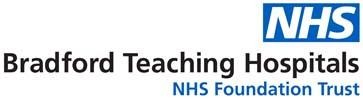 NHS
Bradford Teaching Hospitals
NHS Foundation Trust